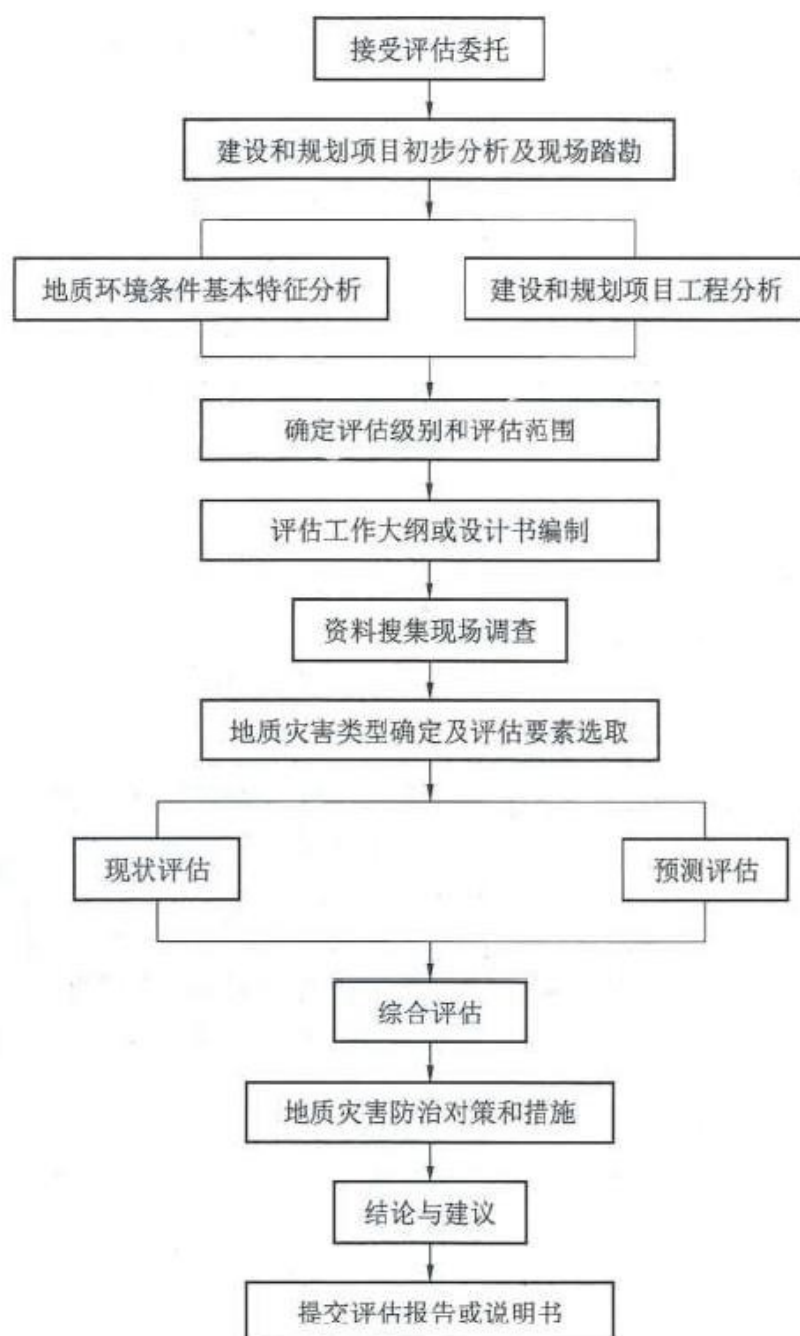 接受评估委托
建设和规划项目初步分析及现场踏勘
地质环境条件基本特征分析
建设和规划项目工程分析
确定评估级别和评估范围
评估工作大纲或设计书编制
资料搜集现场调查
地质灾害类型确定及评估要素选取
现状评估
预测评估
综合评估
地质灾害防治对策和措施
结论与建议
提交评估报告或说明书